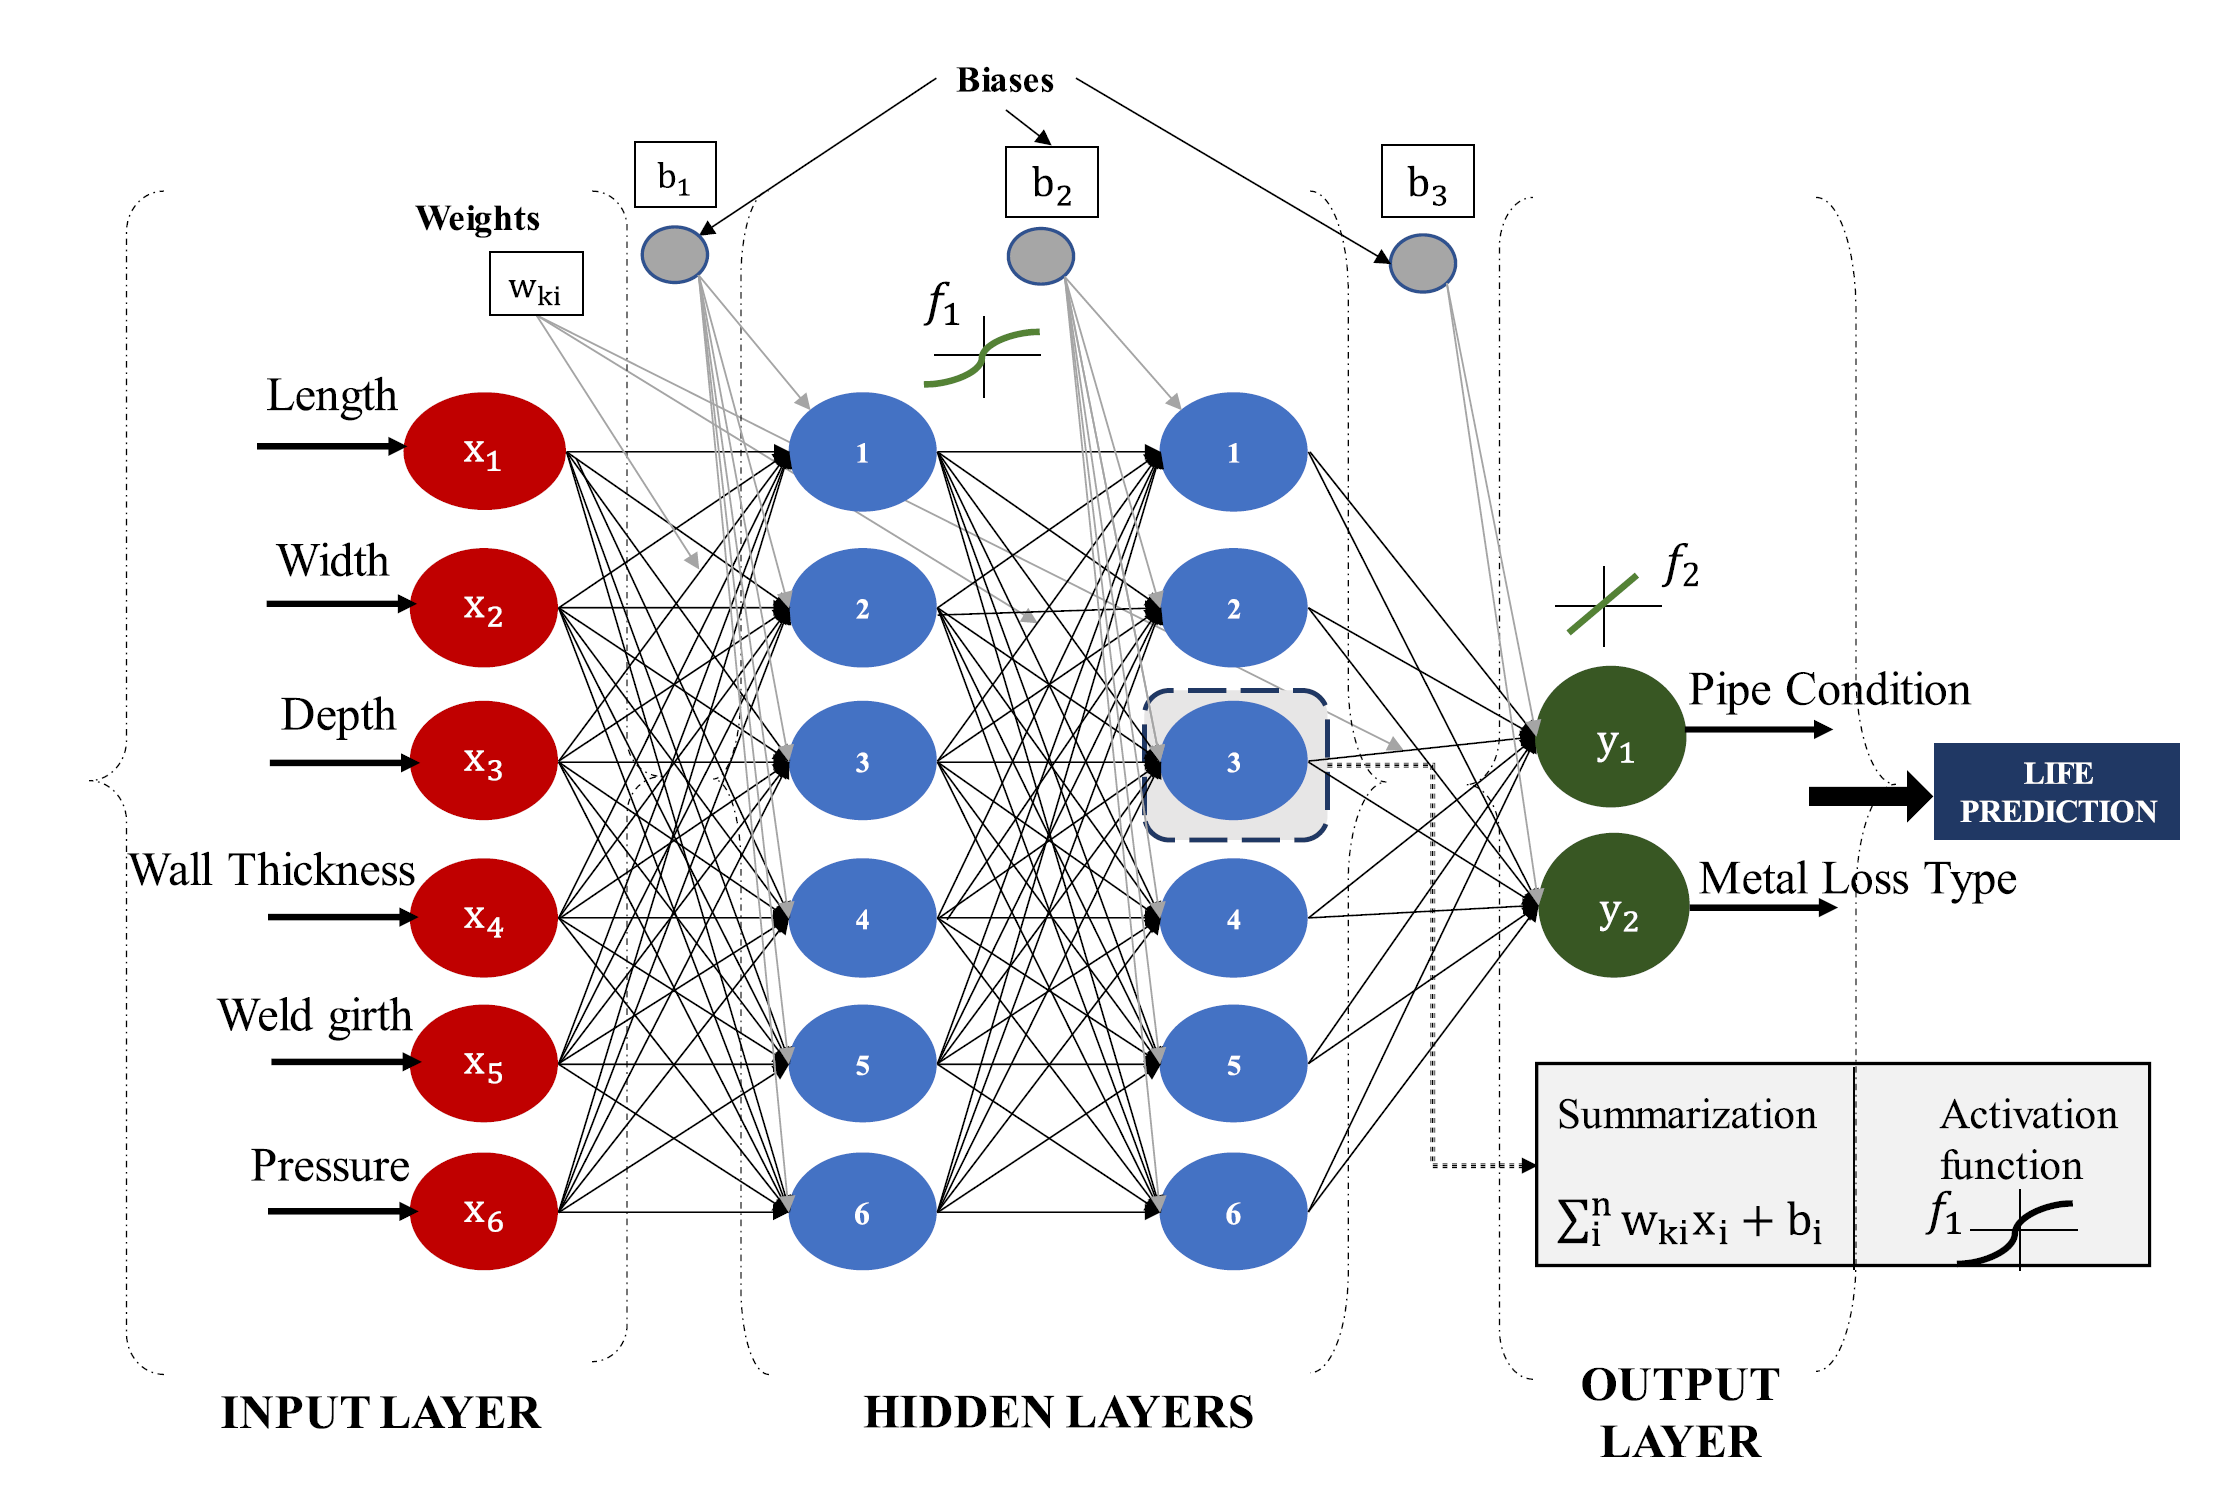 Biases
b₁
b₂
b₃
Weights
wₖᵢ
f₁
Length
x₁
1
1
Width
x₂
2
2
f₂
Depth
x₃
3
3
y₁
Pipe Condition
LIFE
PREDICTION
Wall Thickness
x₄
4
4
y₂
Metal Loss Type
Weld girth
x₅
5
5
Pressure
x₆
6
6
Summarization
∑ᵢⁿ wₖᵢxᵢ + bᵢ
Activation
function
f₁
INPUT LAYER
HIDDEN LAYERS
OUTPUT
LAYER